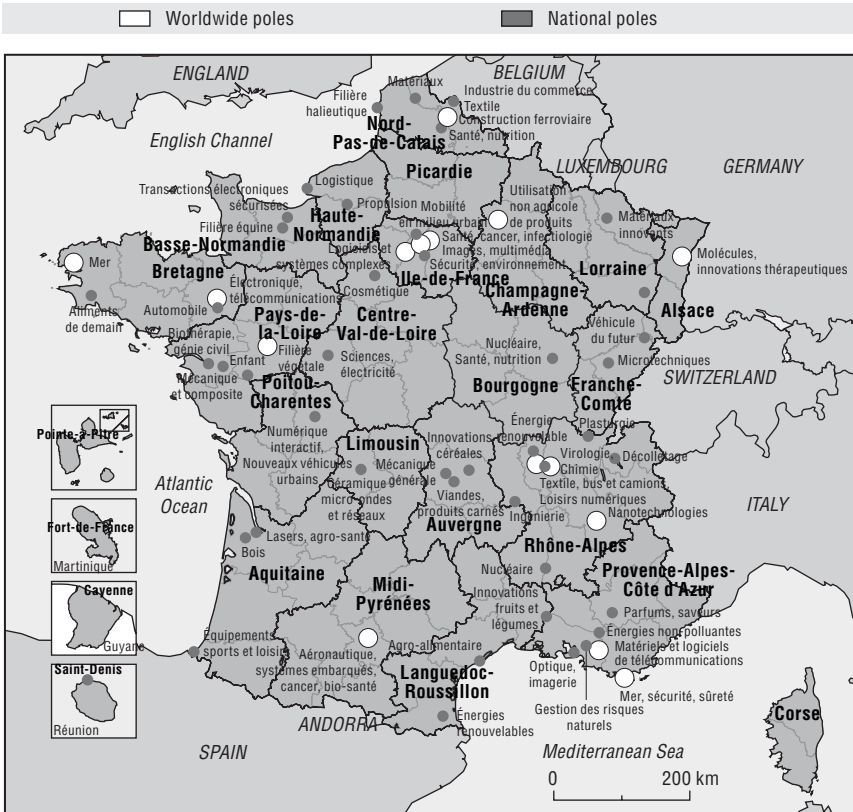 Worldwide poles
National poles
ENGLAND
BELGIUM
Matériaux
Industrie du commerce
Filière
halieutique
Textile
Construction ferroviaire
Nord-
Pas-de-Calais
Santé, nutrition
English Channel
Picardie
LUXEMBOURG
GERMANY
Logistique
Transactions électroniques
sécurisées
Utilisation
non agricole
de produits
Propulsion
Mobilité
en milieu urbain
Haute-
Normandie
Matériaux
innovants
Filière équine
Basse-Normandie
Santé, cancer, infectiologie
Images, multimédia
Sécurité, environnement
Logiciels et
systèmes complexes
Ile-de-France
Lorraine
Molécules,
innovations thérapeutiques
Mer
Bretagne
Électronique,
télécommunications
Cosmétique
Champagne-
Ardenne
Alsace
Aliments
de demain
Automobile
Pays-de-
la-Loire
Centre-
Val-de-Loire
Véhicule
du futur
Biothérapie,
génie civil
Enfant
Filière
végétale
Sciences,
électricité
Nucléaire,
Santé, nutrition
Microtechniques
SWITZERLAND
Mécanique
et composite
Poitou-
Charentes
Bourgogne
Franche-
Comté
Pointe-à-Pitre
Numérique
interactif,
Nouveaux véhicules
urbains
Limousin
Innovations
céréales
Énergie
renouvelable
Plasturgie
Virologie
Décolletage
Chimie
Céramique
micro-ondes
et réseaux
Mécanique
générale
Textile, bus et camions,
Loisirs numériques
Atlantic
Ocean
ITALY
Viandes,
produits carnés
Ingénierie
Nanotechnologies
Auvergne
Fort-de-France
Martinique
Lasers, agro-santé
Bois
Rhône-Alpes
Aquitaine
Midi-
Pyrénées
Nucléaire
Provence-Alpes-
Côte d'Azur
Cayenne
Guyane
Innovations
fruits et
légumes
Parfums, saveurs
Énergies non polluantes
Équipements
sports et loisirs
Agro-alimentaire
Matériels et logiciels
de télécommunications
Aéronautique,
systèmes embarqués,
cancer, bio-santé
Saint-Denis
Réunion
Languedoc-
Roussillon
Optique,
imagerie
Mer, sécurité, sûreté
Gestion des risques
naturels
Énergies
renouvelables
Corse
ANDORRA
SPAIN
Mediterranean Sea
0
200 km